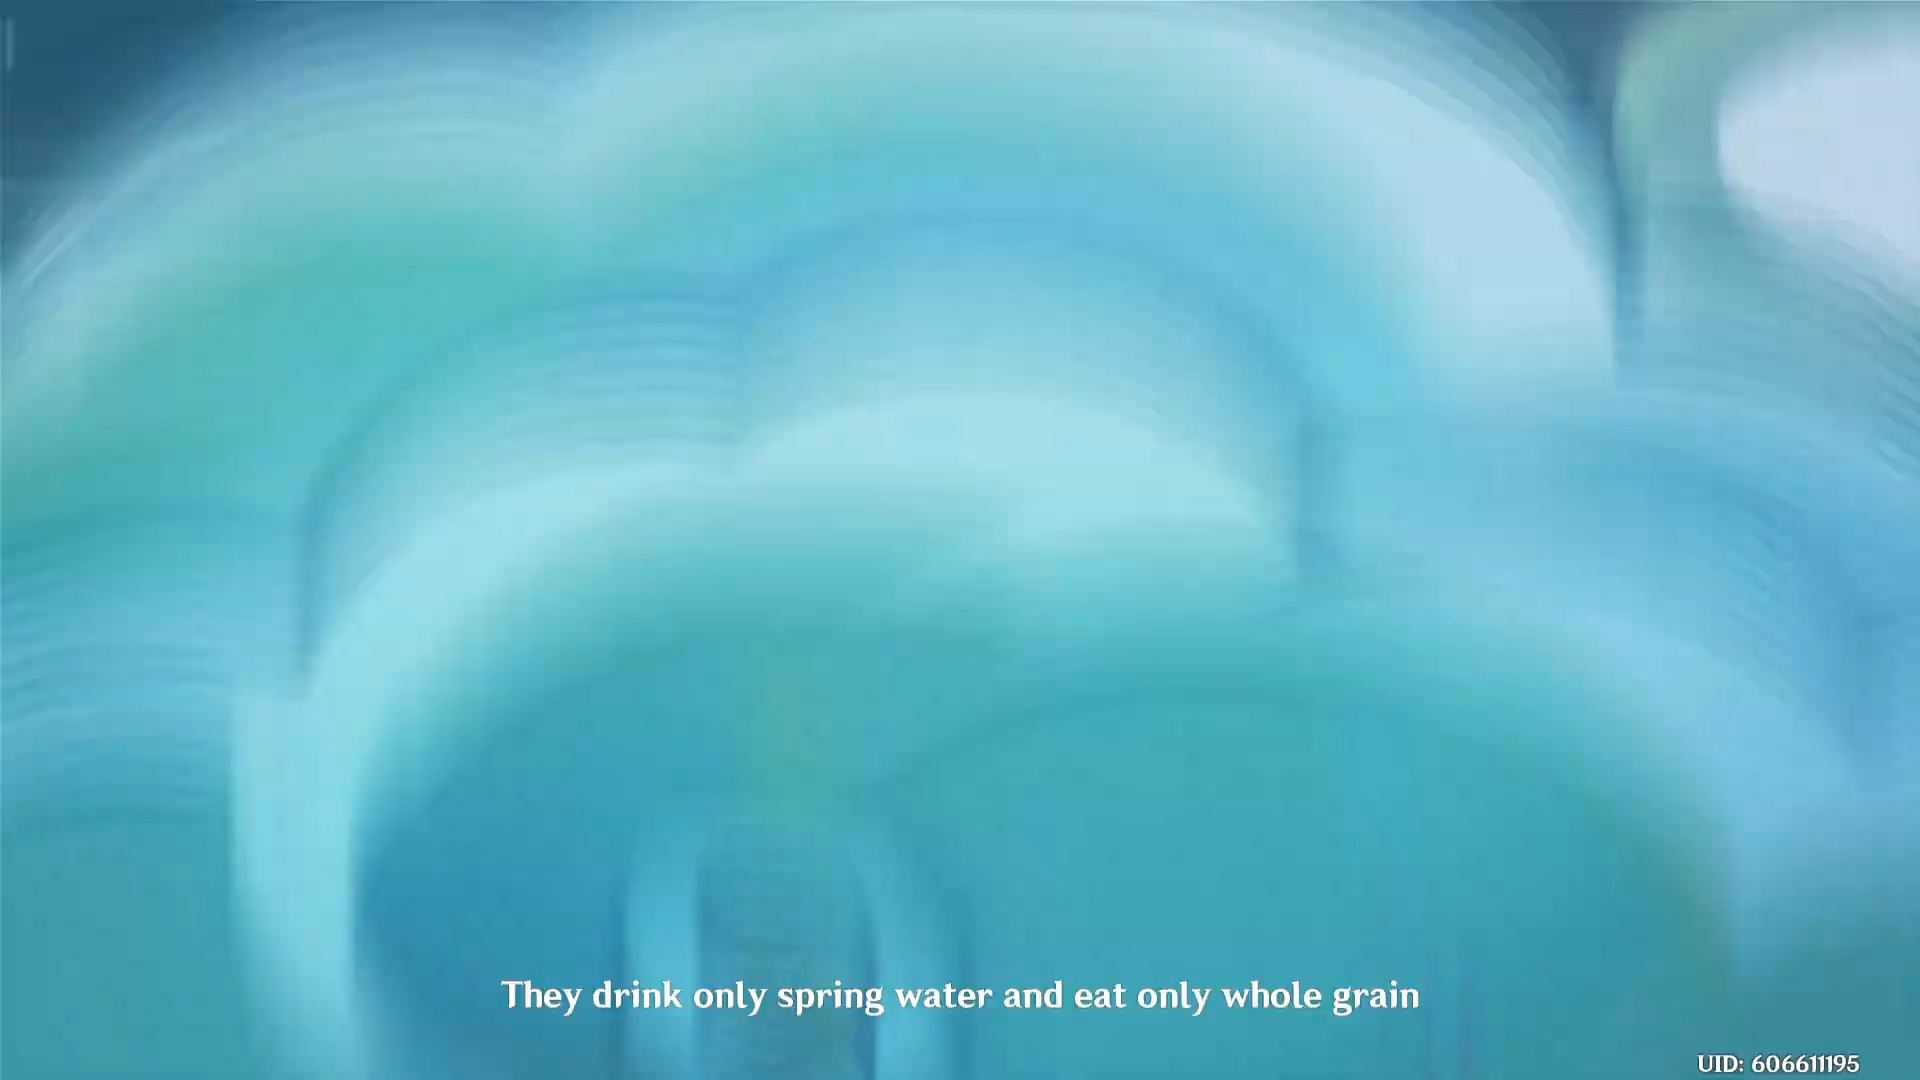 They drink only spring water and eat only whole grain
UID: 606611195